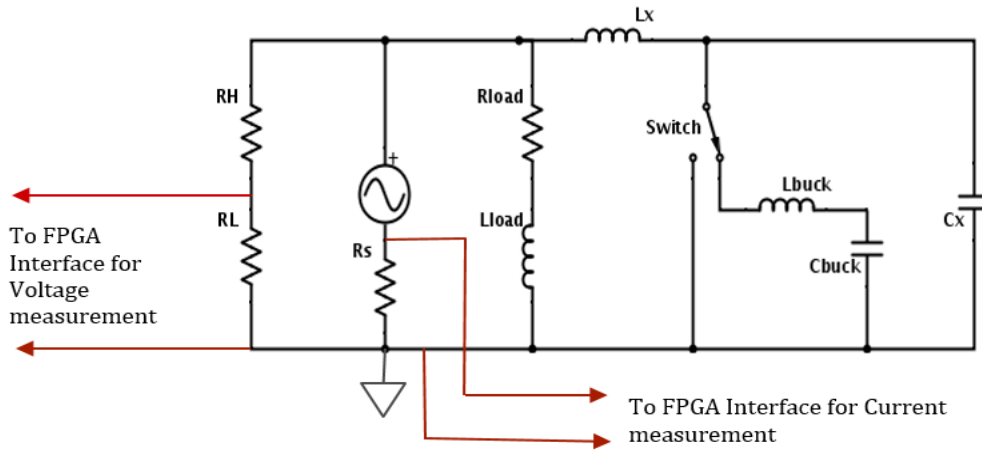 Lx
RH
Rload
Switch
Lbuck
RL
Lload
Cx
To FPGA
Interface for
Voltage
measurement
Rs
Cbuck
+
To FPGA Interface for Current
measurement